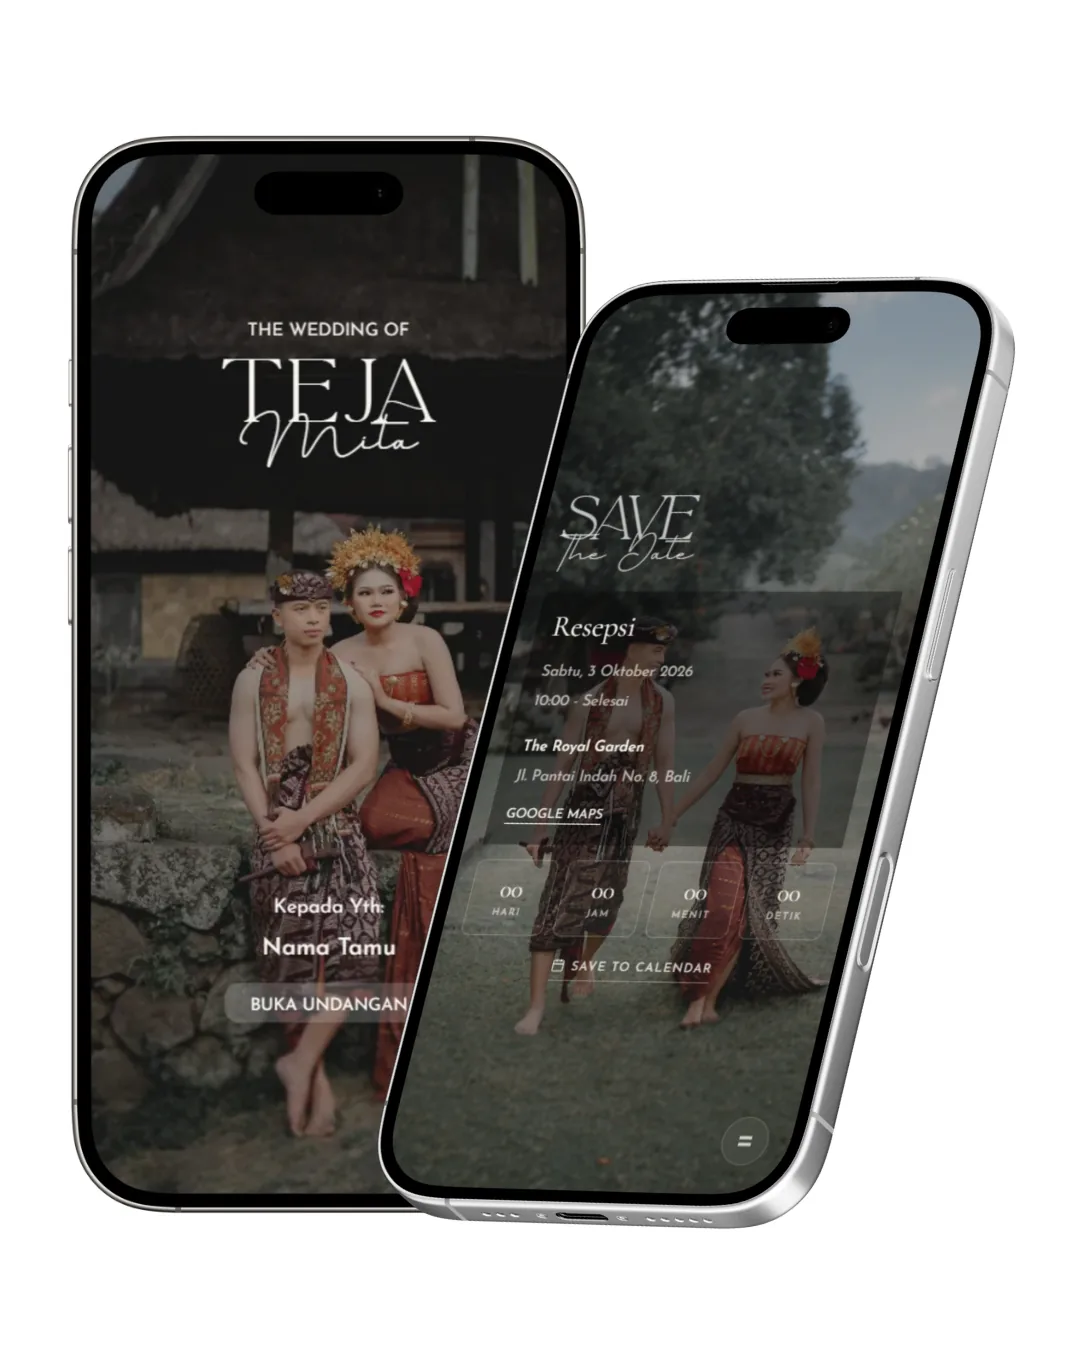 THE WEDDING OF
TEJA
Mita
Kepada Yth:
Nama Tamu
BUKA UNDANGAN
SAVE
The Date
Resepsi
Sabtu, 3 Oktober 2026
10:00 - Selesai
The Royal Garden
Jl. Pantai Indah No. 8, Bali
GOOGLE MAPS
00 00 00 00
HARI JAM MENIT DETIK
SAVE TO CALENDAR